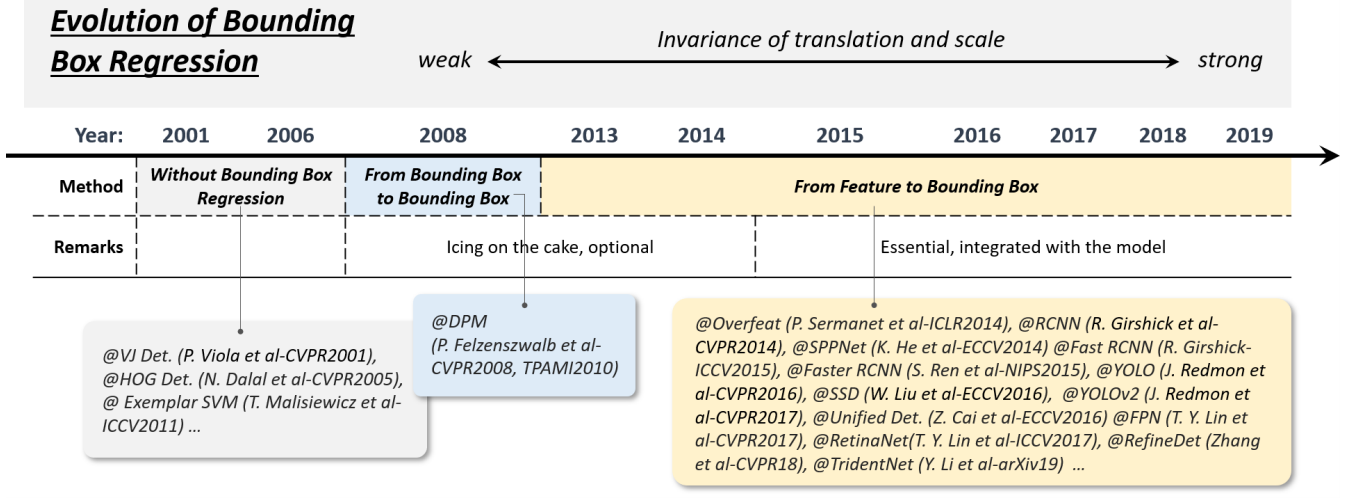 Evolution of Bounding
Box Regression
Invariance of translation and scale
weak
strong
Year: 2001 2006 2008 2013 2014 2015 2016 2017 2018 2019
Method
Without Bounding Box
Regression
From Bounding Box
to Bounding Box
From Feature to Bounding Box
Remarks
Icing on the cake, optional
Essential, integrated with the model
@VJ Det. (P. Viola et al-CVPR2001),
@HOG Det. (N. Dalal et al-CVPR2005),
@ Exemplar SVM (T. Malisiewicz et al-
ICCV2011) ...
@DPM
(P. Felzenszwalb et al-
CVPR2008, TPAMI2010)
@Overfeat (P. Sermanet et al-ICLR2014), @RCNN (R. Girshick et al-
CVPR2014), @SPPNet (K. He et al-ECCV2014) @Fast RCNN (R. Girshick-
ICCV2015), @Faster RCNN (S. Ren et al-NIPS2015), @YOLO (J. Redmon et
al-CVPR2016), @SSD (W. Liu et al-ECCV2016), @YOLOv2 (J. Redmon et
al-CVPR2017), @Unified Det. (Z. Cai et al-ECCV2016) @FPN (T. Y. Lin et
al-CVPR2017), @RetinaNet(T. Y. Lin et al-ICCV2017), @RefineDet (Zhang
et al-CVPR18), @TridentNet (Y. Li et al-arXiv19) ...